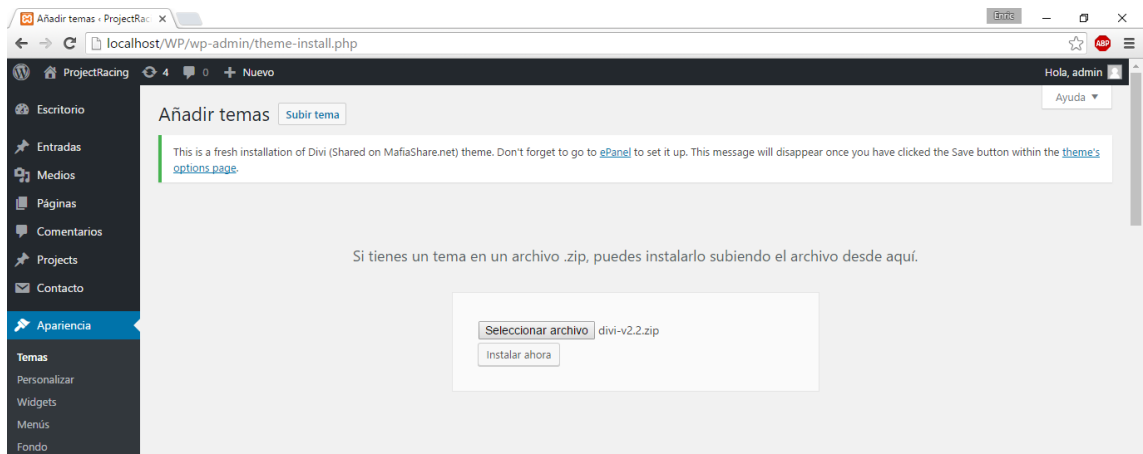 Añadir temas ‹ ProjectRac
Enric
localhost/WP/wp-admin/theme-install.php
ABP
ProjectRacing 4 0 + Nuevo Hola, admin
Ayuda
Escritorio
Entradas
Medios
Páginas
Comentarios
Projects
Contacto
Apariencia
Temas
Personalizar
Widgets
Menús
Fondo
Añadir temas Subir tema
This is a fresh installation of Divi (Shared on MafiaShare.net) theme. Don't forget to go to ePanel to set it up. This message will disappear once you have clicked the Save button within the theme's
options page.
Si tienes un tema en un archivo .zip, puedes instalarlo subiendo el archivo desde aquí.
Seleccionar archivo divi-v2.2.zip
Instalar ahora